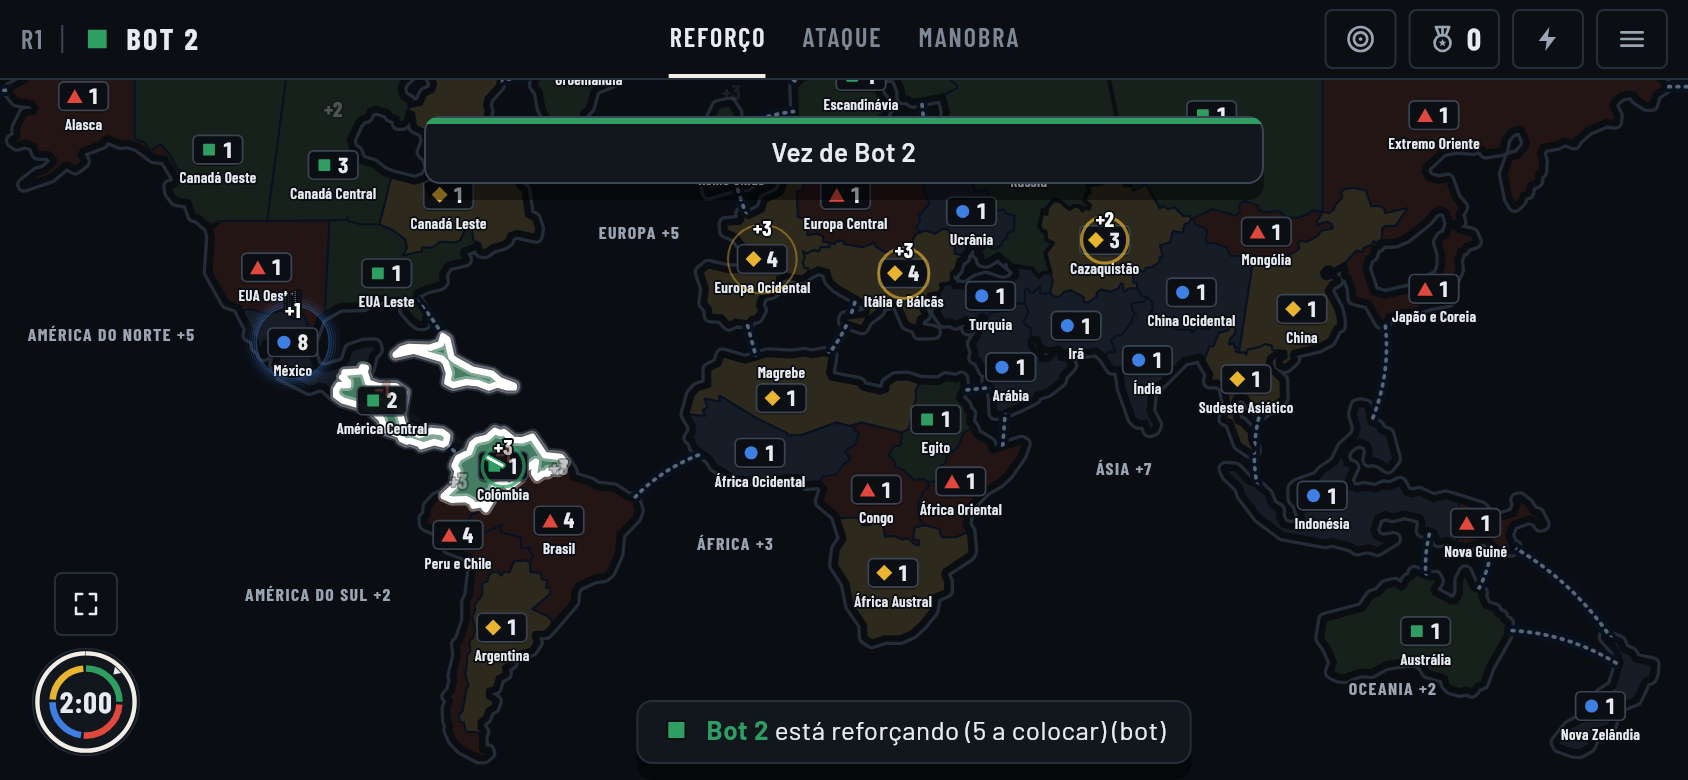 R1 BOT 2 REFORÇO ATAQUE MANOBRA 0
Vez de Bot 2
1 Alasca
1 Canadá Oeste
+2
3 Canadá Central
1 Canadá Leste
1 EUA Oeste
1 EUA Leste
AMÉRICA DO NORTE +5
+1
8 México
2 América Central
+3
1 Colômbia
4 Peru e Chile
4 Brasil
AMÉRICA DO SUL +2
1 Argentina
Escandinávia
EUROPA +5
+3
4 Europa Ocidental
1 Europa Central
+3
4 Itália e Bálcãs
1 Ucrânia
Magrebe 1
1 África Ocidental
1 Egito
1 Congo
1 África Oriental
ÁFRICA +3
1 África Austral
+2
3 Cazaquistão
1 Turquia
1 Irã
1 Arábia
1 China Ocidental
1 Índia
1 Mongólia
1 Extremo Oriente
1 Japão e Coreia
1 China
1 Sudeste Asiático
ÁSIA +7
1 Indonésia
1 Nova Guiné
1 Austrália
OCEANIA +2
1 Nova Zelândia
2:00
Bot 2 está reforçando (5 a colocar) (bot)